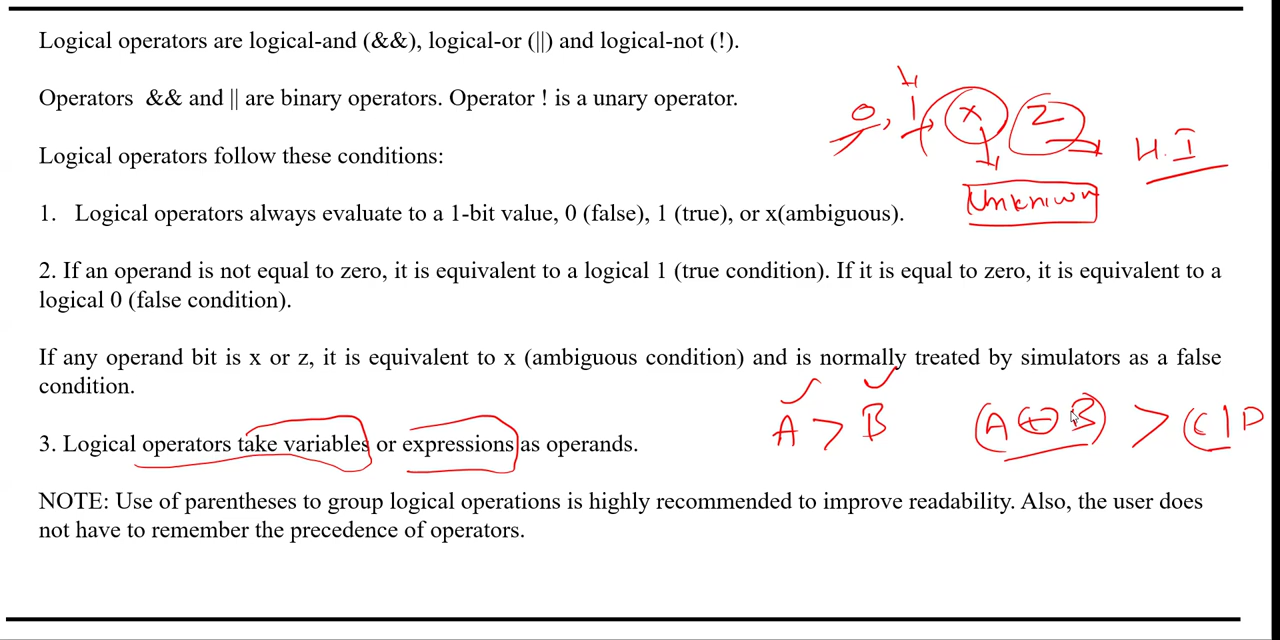 Logical operators are logical-and (&&), logical-or (||) and logical-not (!).
Operators && and || are binary operators. Operator ! is a unary operator.
0, 1, x z H.I
Logical operators follow these conditions:
Unknown
1. Logical operators always evaluate to a 1-bit value, 0 (false), 1 (true), or x(ambiguous).
2. If an operand is not equal to zero, it is equivalent to a logical 1 (true condition). If it is equal to zero, it is equivalent to a
logical 0 (false condition).
If any operand bit is x or z, it is equivalent to x (ambiguous condition) and is normally treated by simulators as a false
condition.
A > B (A ⊕ B) > (C | D
3. Logical operators take variables or expressions as operands.
NOTE: Use of parentheses to group logical operations is highly recommended to improve readability. Also, the user does
not have to remember the precedence of operators.